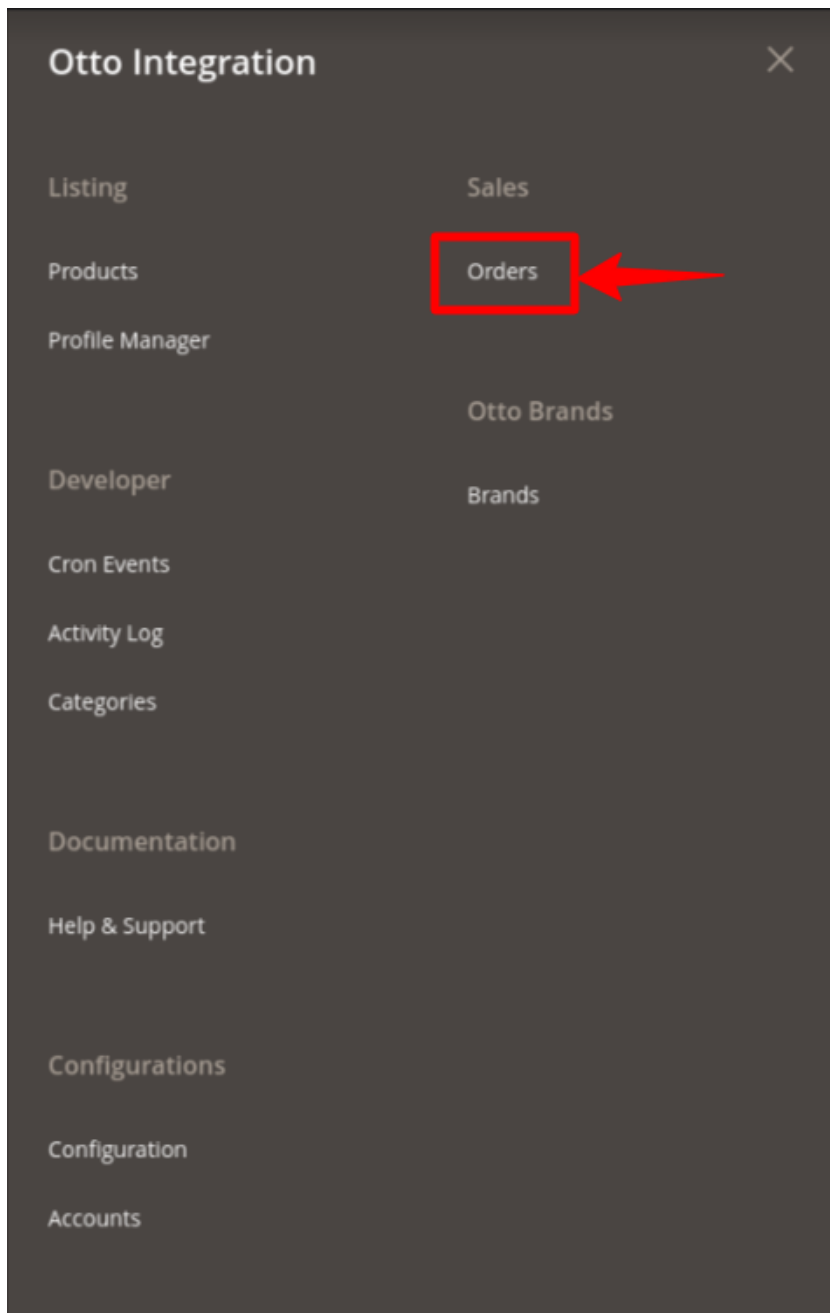 Otto Integration
Listing
Products
Profile Manager
Developer
Cron Events
Activity Log
Categories
Documentation
Help & Support
Configurations
Configuration
Accounts
Sales
Orders
Otto Brands
Brands